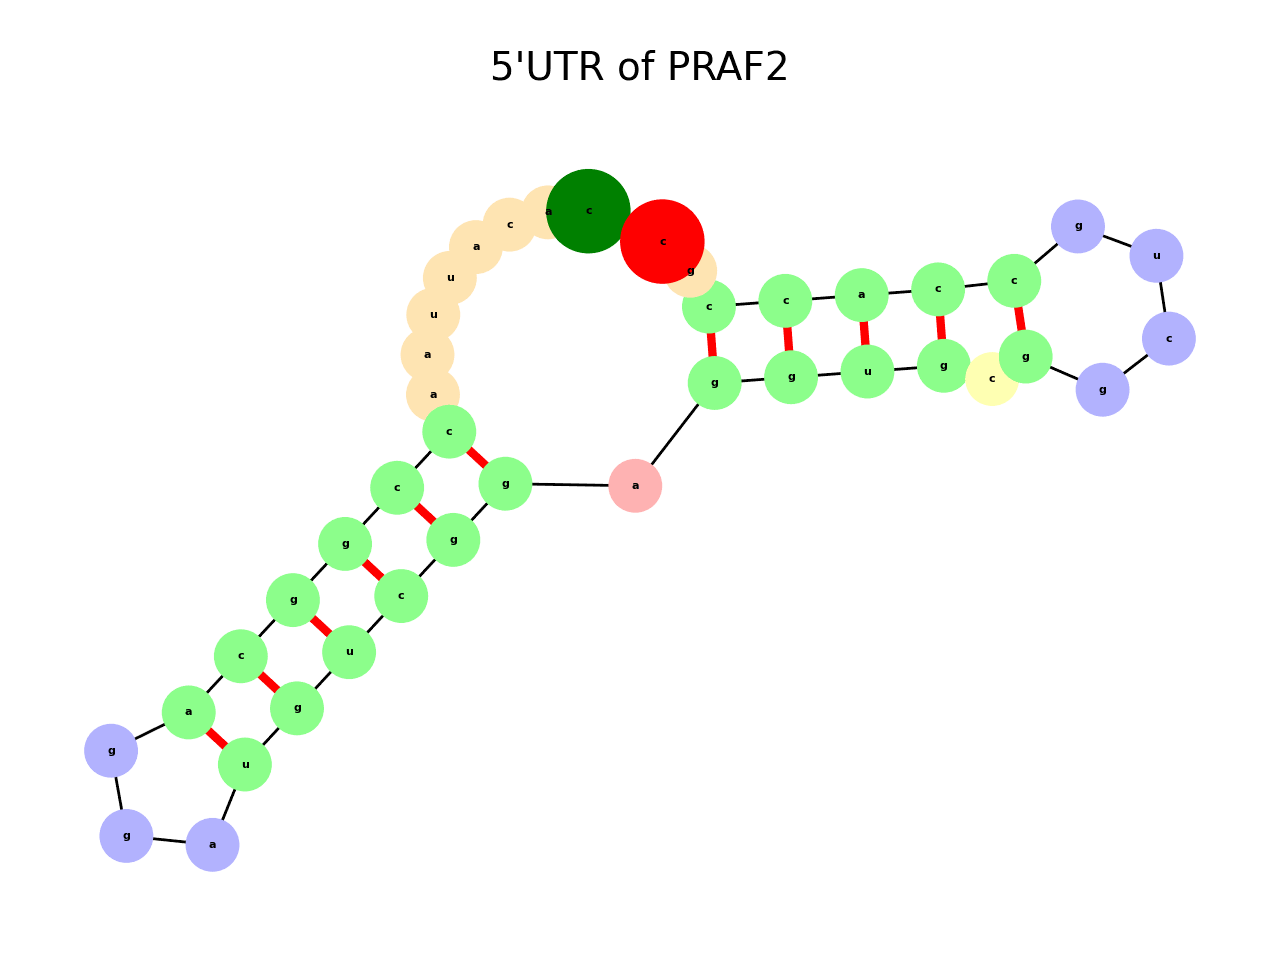 5'UTR of PRAF2
a c
c g
a c u
u g c a c c c
u c
a g u g g c g g
a g
c
c g a
g g
g c
c u
a g
g u
g a